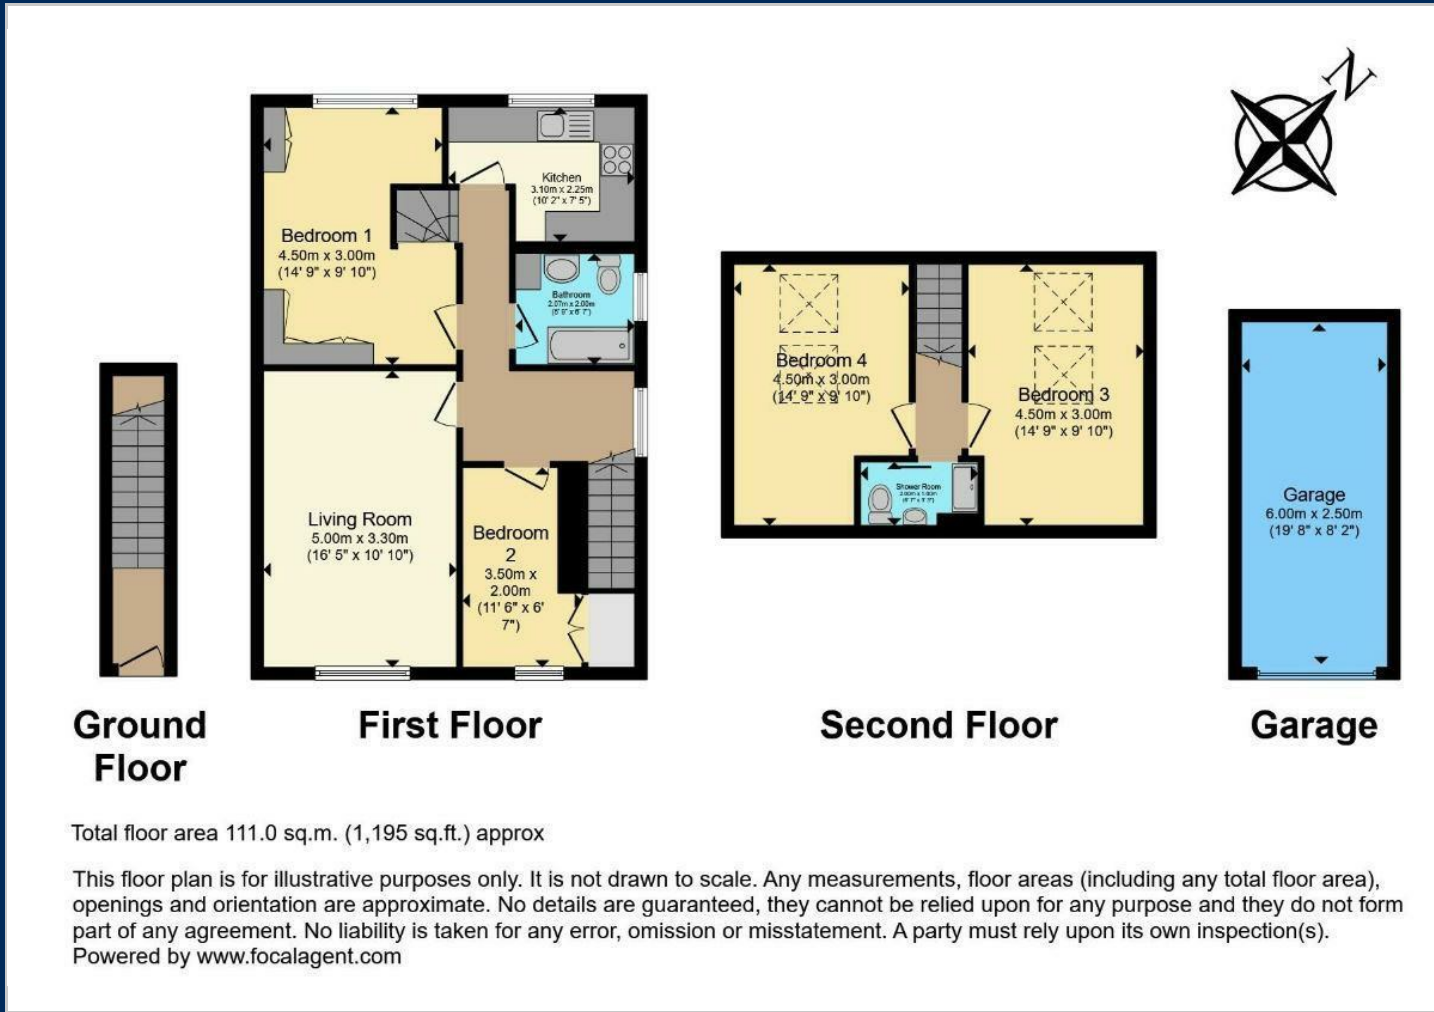 N
Bedroom 1
4.50m x 3.00m
(14' 9" x 9' 10")
Kitchen
3.10m x 2.25m
(10' 2" x 7' 5")
Bathroom
2.07m x 2.00m
(6' 9" x 6' 7")
Living Room
5.00m x 3.30m
(16' 5" x 10' 10")
Bedroom
2
3.50m x
2.00m
(11' 6" x 6'
7")
Bedroom 4
4.50m x 3.00m
(14' 9" x 9' 10")
Bedroom 3
4.50m x 3.00m
(14' 9" x 9' 10")
Shower Room
Garage
6.00m x 2.50m
(19' 8" x 8' 2")
Ground
Floor
First Floor
Second Floor
Garage
Total floor area 111.0 sq.m. (1,195 sq.ft.) approx
This floor plan is for illustrative purposes only. It is not drawn to scale. Any measurements, floor areas (including any total floor area),
openings and orientation are approximate. No details are guaranteed, they cannot be relied upon for any purpose and they do not form
part of any agreement. No liability is taken for any error, omission or misstatement. A party must rely upon its own inspection(s).
Powered by www.focalagent.com